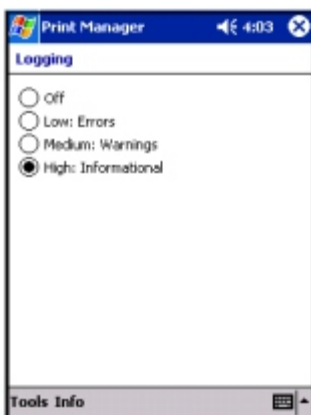 Print Manager 4:03
Logging
Off
Low: Errors
Medium: Warnings
High: Informational
Tools Info